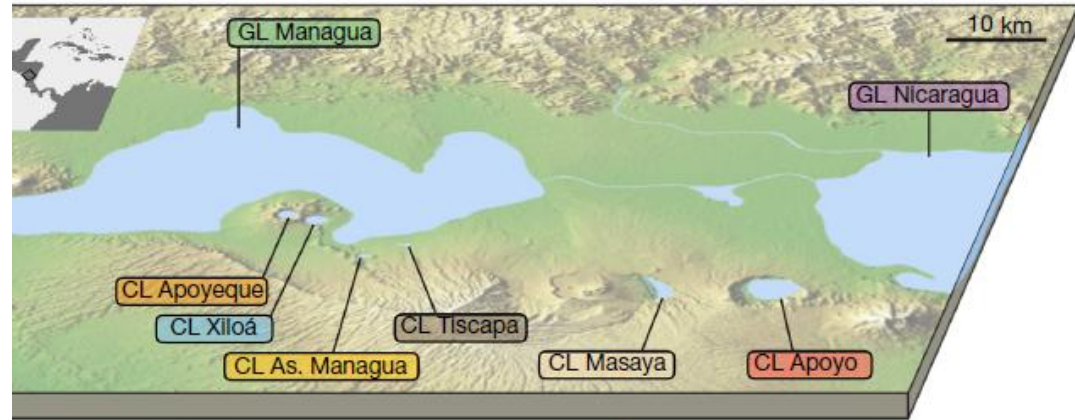 GL Managua
10 km
GL Nicaragua
CL Apoyeque
CL Xiloá
CL Tiscapa
CL As. Managua
CL Masaya
CL Apoyo